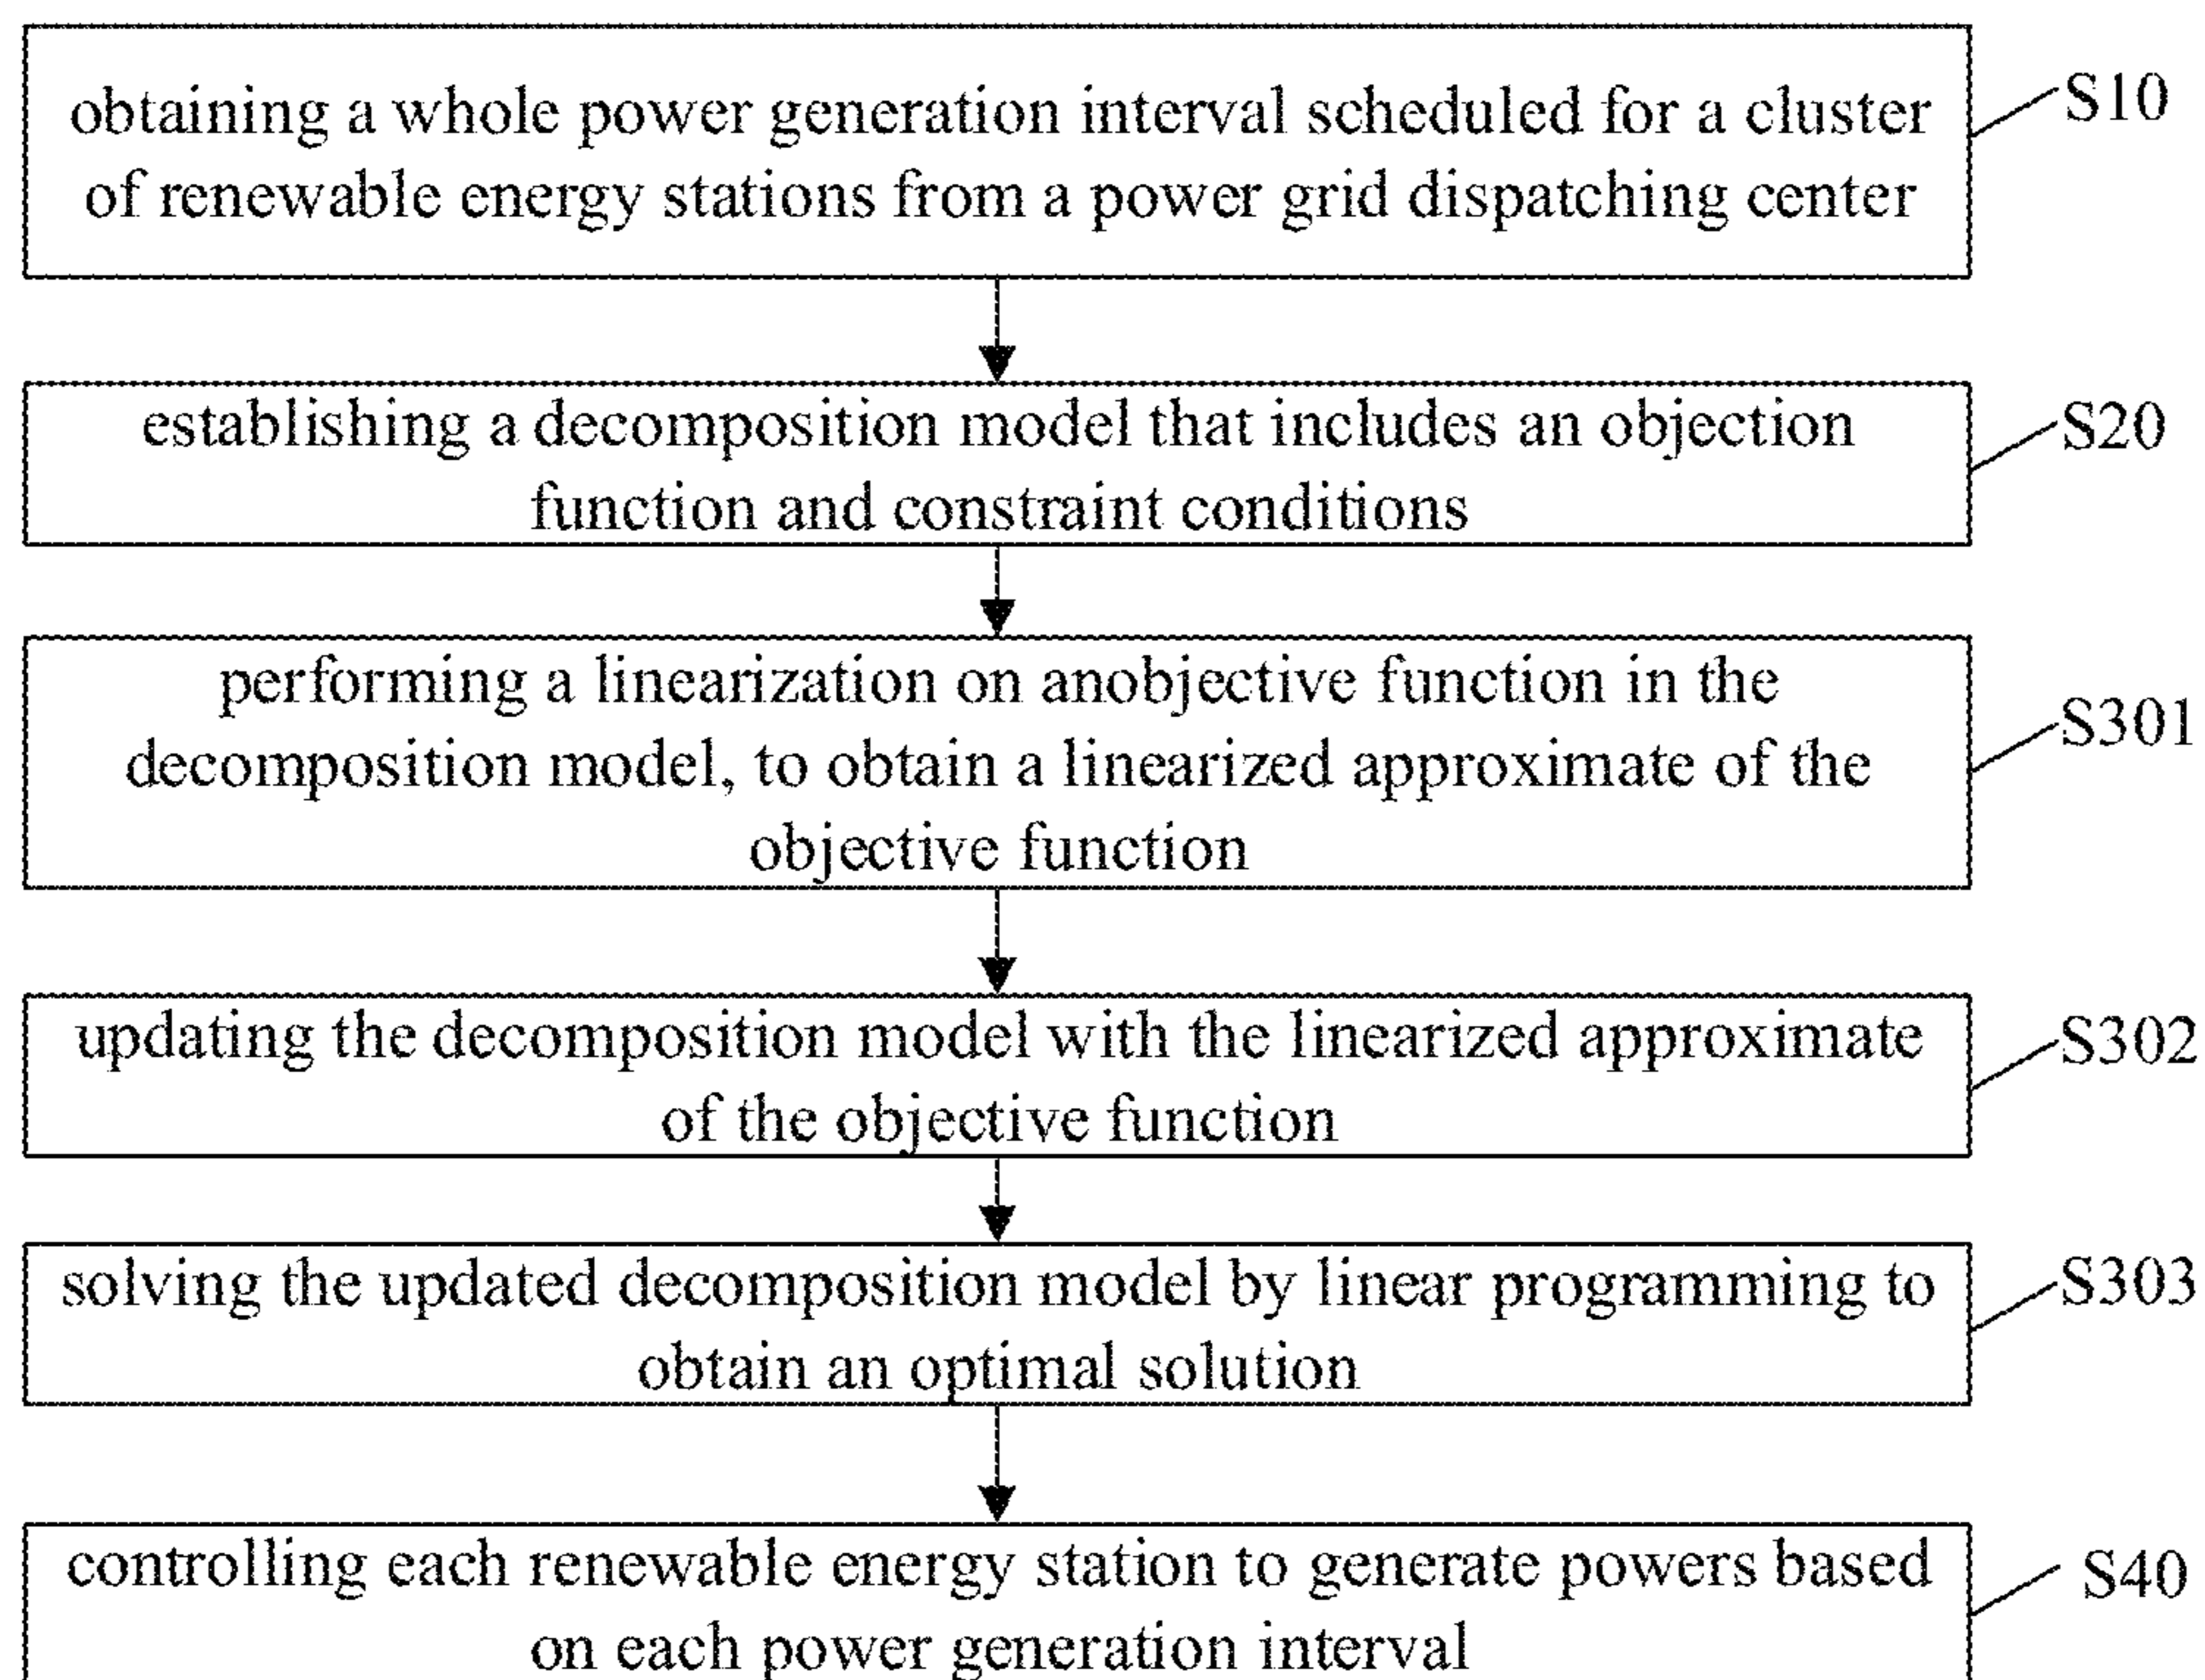 obtaining a whole power generation interval scheduled for a cluster
of renewable energy stations from a power grid dispatching center
S10
establishing a decomposition model that includes an objection
function and constraint conditions
S20
performing a linearization on anobjective function in the
decomposition model, to obtain a linearized approximate of the
objective function
S301
updating the decomposition model with the linearized approximate
of the objective function
S302
solving the updated decomposition model by linear programming to
obtain an optimal solution
S303
controlling each renewable energy station to generate powers based
on each power generation interval
S40